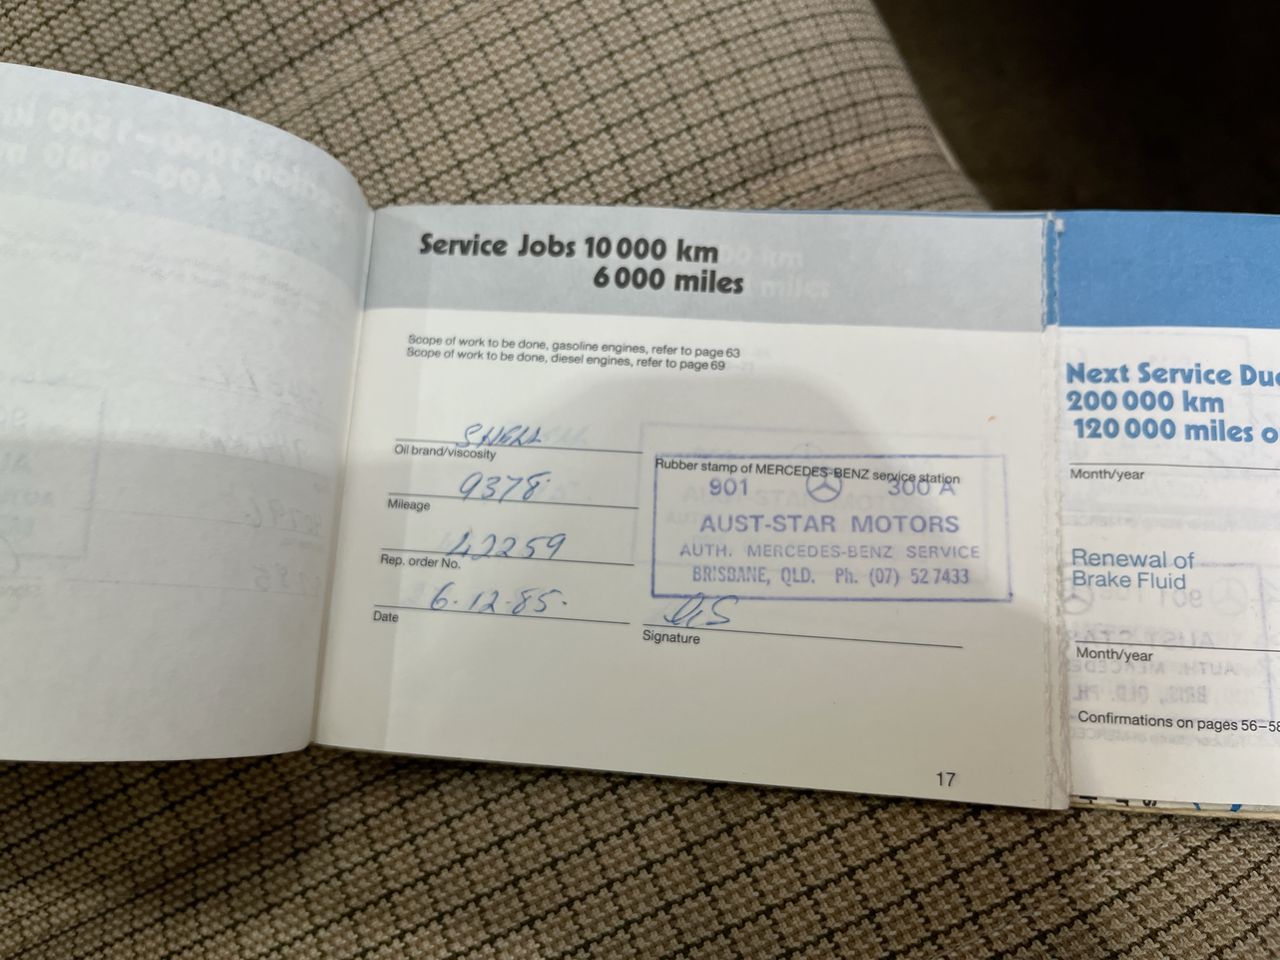 Service Jobs 10 000 km
6 000 miles
Scope of work to be done, gasoline engines, refer to page 63
Scope of work to be done, diesel engines, refer to page 69
SHELL
Oil brand/viscosity
9378
Mileage
42259
Rep. order No.
6·12·85·
Date
Rubber stamp of MERCEDES-BENZ service station
901 300 A
AUST-STAR MOTORS
AUTH. MERCEDES-BENZ SERVICE
BRISBANE, QLD. Ph. (07) 52 7433
Signature
17
Next Service Due
200 000 km
120 000 miles o
Month/year
Renewal of
Brake Fluid
Month/year
Confirmations on pages 56–58